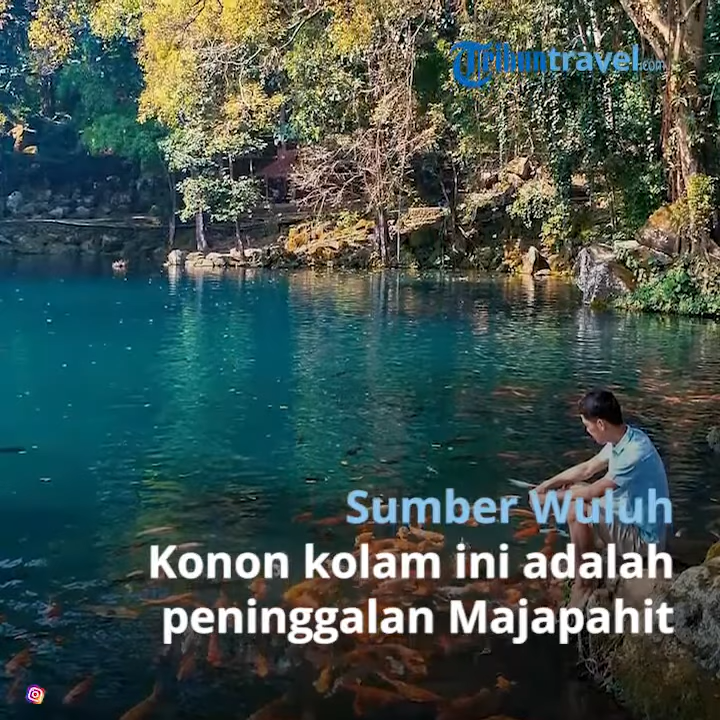 Tribuntravel.com
Sumber Wuluh
Konon kolam ini adalah
peninggalan Majapahit